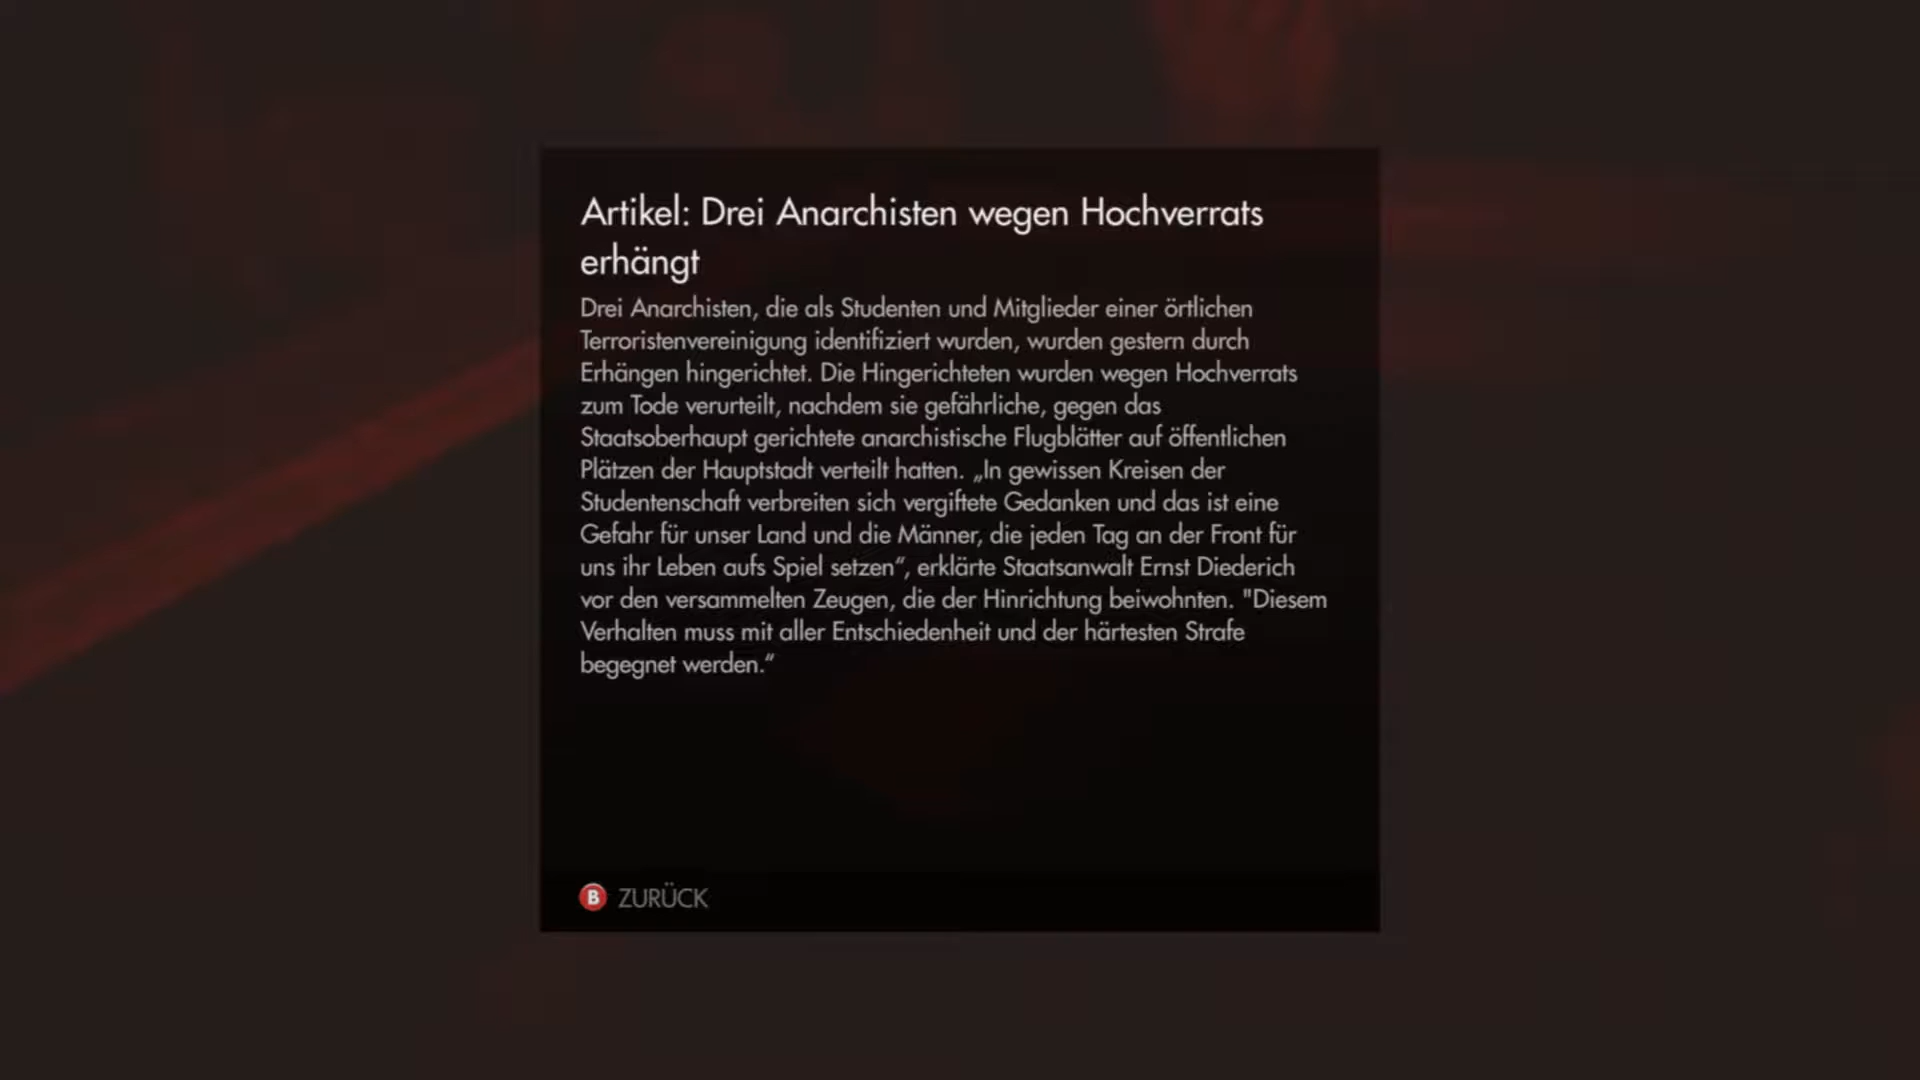 Artikel: Drei Anarchisten wegen Hochverrats
erhängt
Drei Anarchisten, die als Studenten und Mitglieder einer örtlichen
Terroristenvereinigung identifiziert wurden, wurden gestern durch
Erhängen hingerichtet. Die Hingerichteten wurden wegen Hochverrats
zum Tode verurteilt, nachdem sie gefährliche, gegen das
Staatsoberhaupt gerichtete anarchistische Flugblätter auf öffentlichen
Plätzen der Hauptstadt verteilt hatten. „In gewissen Kreisen der
Studentenschaft verbreiten sich vergiftete Gedanken und das ist eine
Gefahr für unser Land und die Männer, die jeden Tag an der Front für
uns ihr Leben aufs Spiel setzen“, erklärte Staatsanwalt Ernst Diederich
vor den versammelten Zeugen, die der Hinrichtung beiwohnten. "Diesem
Verhalten muss mit aller Entschiedenheit und der härtesten Strafe
begegnet werden.“
B ZURÜCK